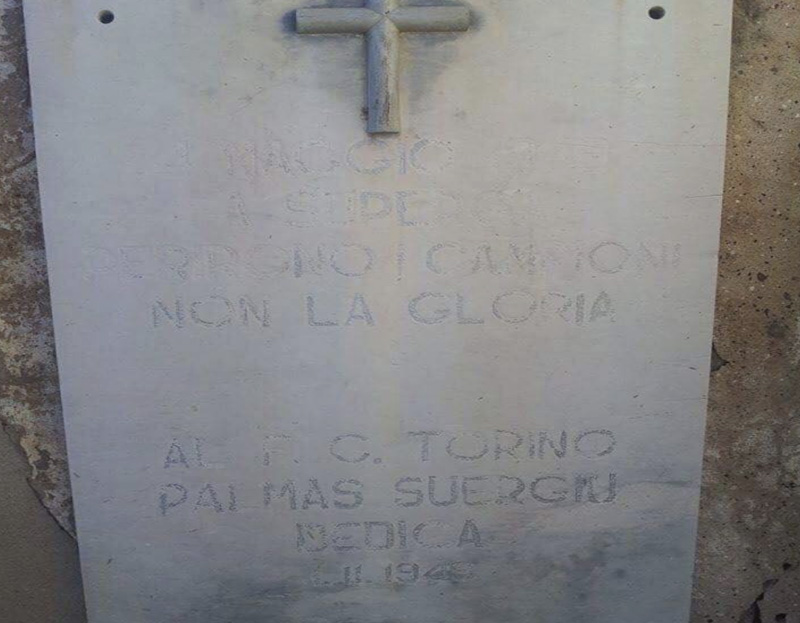 MAGGIO
A SUPERGA
PERIRONO I CAMPIONI
NON LA GLORIA
AL F. C. TORINO
PALMAS SUERGIU
DEDICA